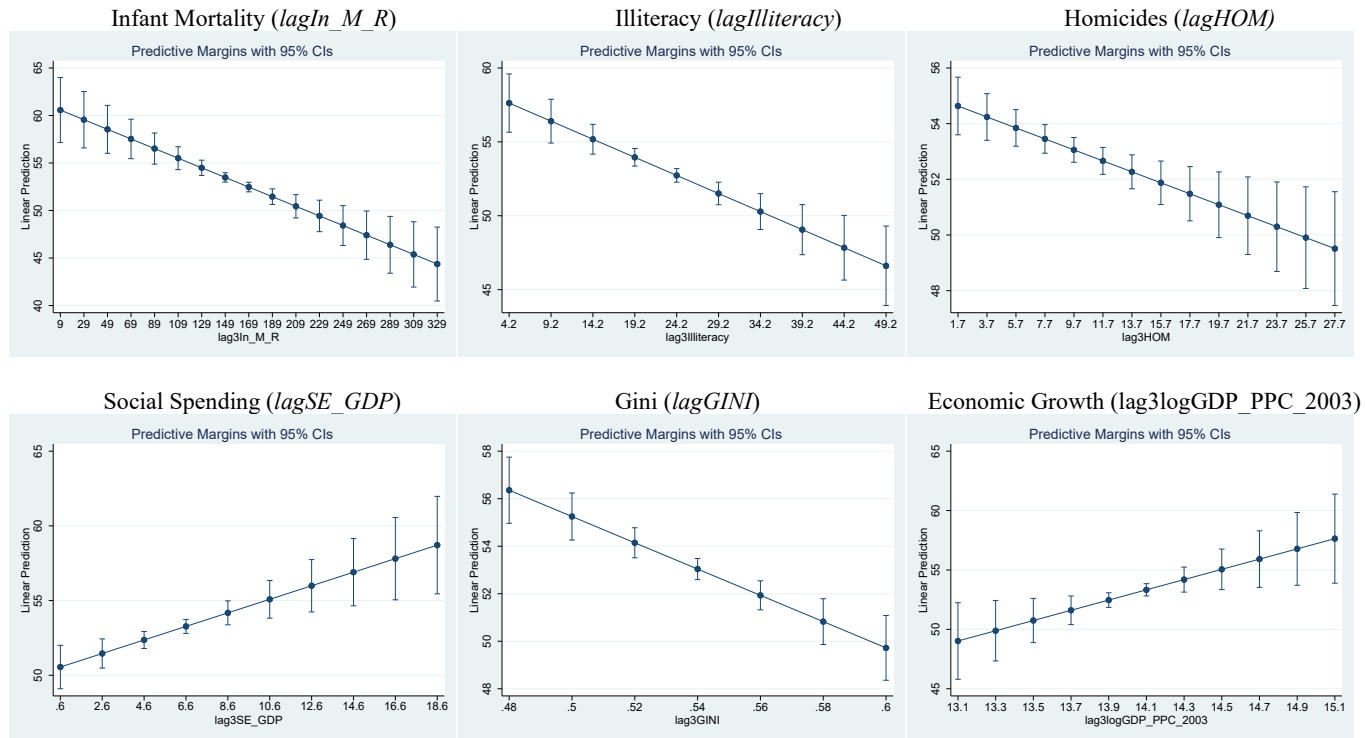 Infant Mortality (lagIn_M_R)
Predictive Margins with 95% CIs
Linear Prediction
65
60
55
50
45
40
9 29 49 69 89 109 129 149 169 189 209 229 249 269 289 309 329
lag3In_M_R
Illiteracy (lagIlliteracy)
Predictive Margins with 95% CIs
Linear Prediction
60
55
50
45
4.2 9.2 14.2 19.2 24.2 29.2 34.2 39.2 44.2 49.2
lag3Illiteracy
Homicides (lagHOM)
Predictive Margins with 95% CIs
Linear Prediction
56
54
52
50
48
1.7 3.7 5.7 7.7 9.7 11.7 13.7 15.7 17.7 19.7 21.7 23.7 25.7 27.7
lag3HOM
Social Spending (lagSE_GDP)
Predictive Margins with 95% CIs
Linear Prediction
65
60
55
50
.6 2.6 4.6 6.6 8.6 10.6 12.6 14.6 16.6 18.6
lag3SE_GDP
Gini (lagGINI)
Predictive Margins with 95% CIs
Linear Prediction
58
56
54
52
50
48
.48 .5 .52 .54 .56 .58 .6
lag3GINI
Economic Growth (lag3logGDP_PPC_2003)
Predictive Margins with 95% CIs
Linear Prediction
65
60
55
50
45
13.1 13.3 13.5 13.7 13.9 14.1 14.3 14.5 14.7 14.9 15.1
lag3logGDP_PPC_2003